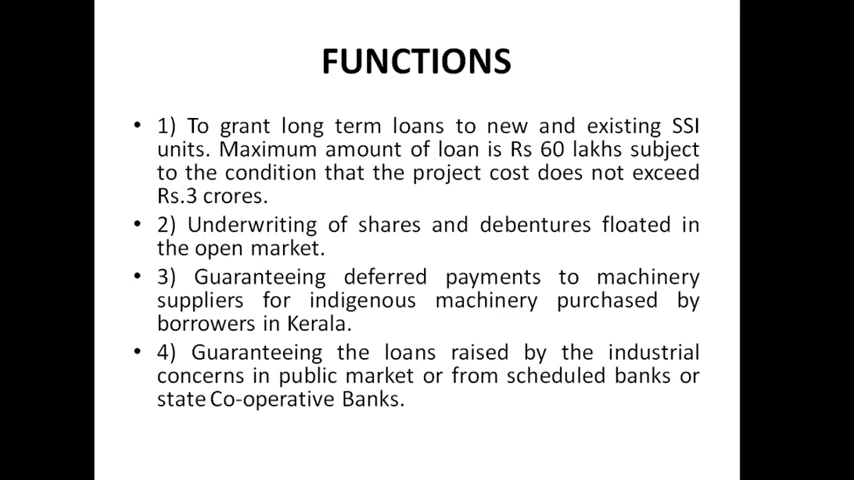 FUNCTIONS
• 1) To grant long term loans to new and existing SSI
units. Maximum amount of loan is Rs 60 lakhs subject
to the condition that the project cost does not exceed
Rs.3 crores.
• 2) Underwriting of shares and debentures floated in
the open market.
• 3) Guaranteeing deferred payments to machinery
suppliers for indigenous machinery purchased by
borrowers in Kerala.
• 4) Guaranteeing the loans raised by the industrial
concerns in public market or from scheduled banks or
state Co-operative Banks.